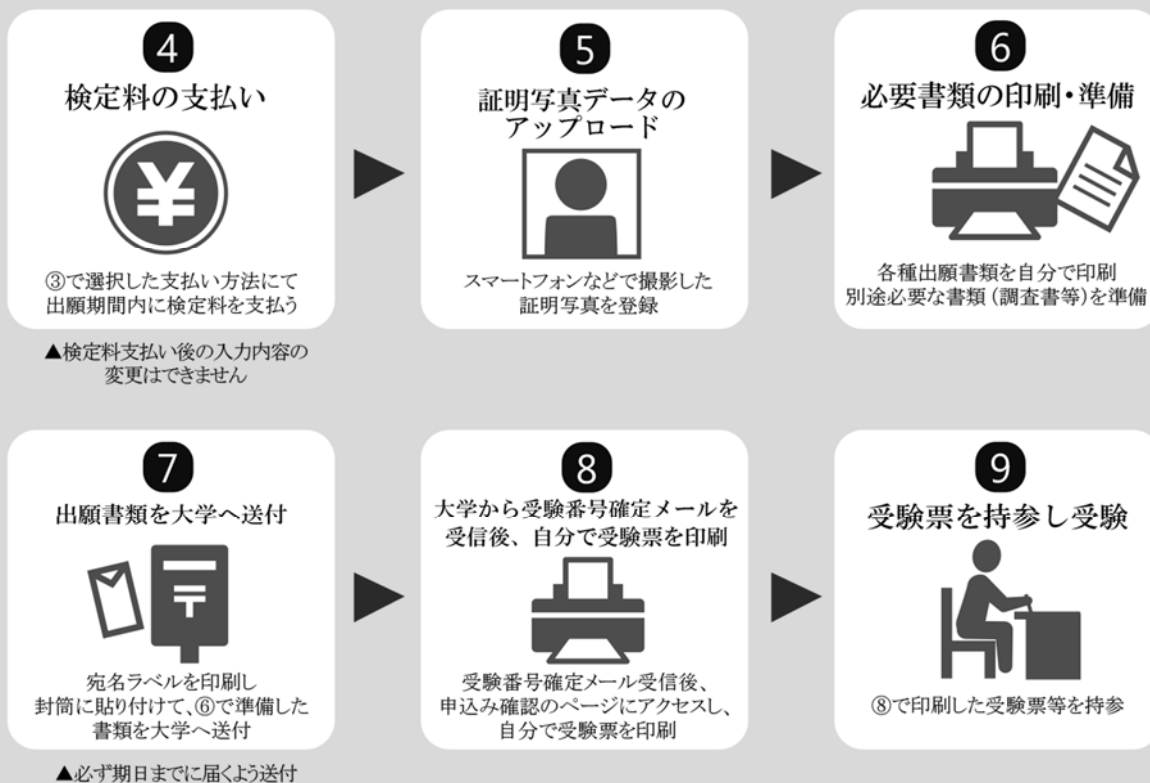 4
検定料の支払い
¥
③で選択した支払い方法にて
出願期間内に検定料を支払う
▲検定料支払い後の入力内容の
変更はできません
5
証明写真データの
アップロード
スマートフォンなどで撮影した
証明写真を登録
6
必要書類の印刷・準備
各種出願書類を自分で印刷
別途必要な書類(調査書等)を準備
7
出願書類を大学へ送付
〒
宛名ラベルを印刷し
封筒に貼り付けて、⑥で準備した
書類を大学へ送付
▲必ず期日までに届くよう送付
8
大学から受験番号確定メールを
受信後、自分で受験票を印刷
受験番号確定メール受信後、
申込み確認のページにアクセスし、
自分で受験票を印刷
9
受験票を持参し受験
⑧で印刷した受験票等を持参